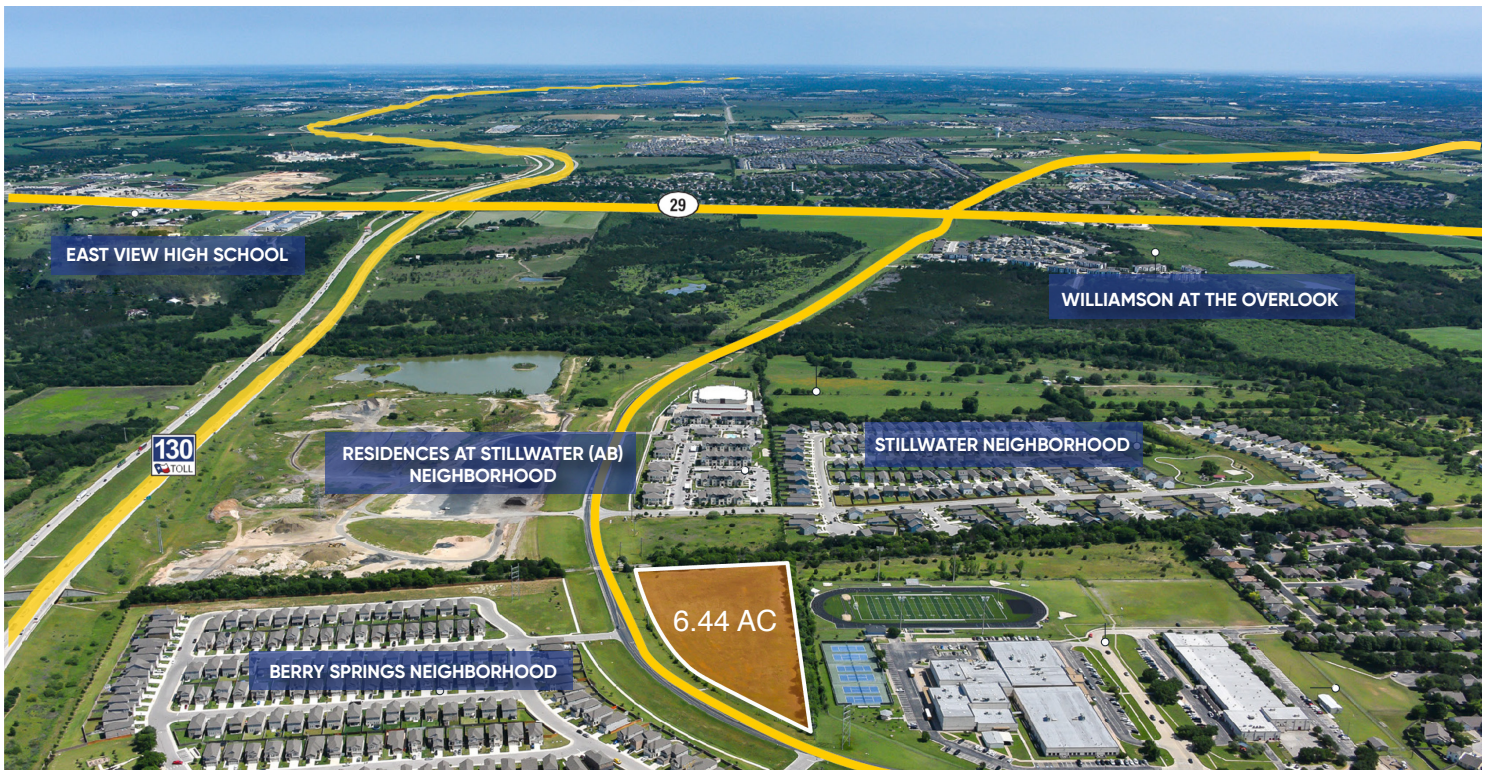 29
EAST VIEW HIGH SCHOOL
WILLIAMSON AT THE OVERLOOK
130
TOLL
RESIDENCES AT STILLWATER (AB)
NEIGHBORHOOD
STILLWATER NEIGHBORHOOD
6.44 AC
BERRY SPRINGS NEIGHBORHOOD